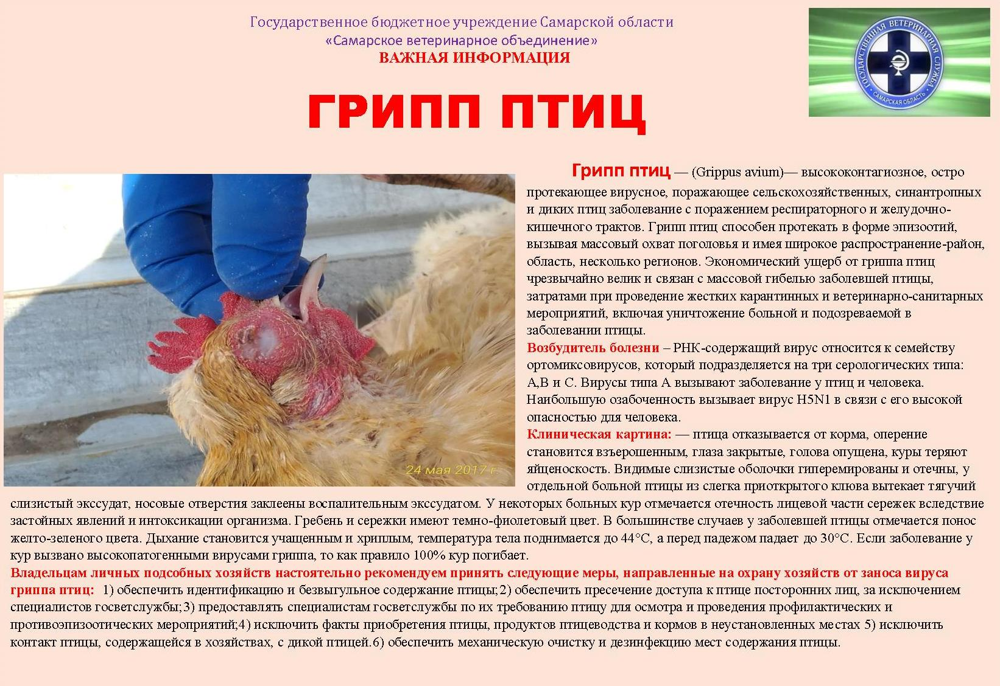 Государственное бюджетное учреждение Самарской области
«Самарское ветеринарное объединение»
ВАЖНАЯ ИНФОРМАЦИЯ
ГОСУДАРСТВЕННАЯ ВЕТЕРИНАРНАЯ СЛУЖБА
• САМАРСКАЯ ОБЛАСТЬ •
ГРИПП ПТИЦ
Грипп птиц — (Grippus avium)— высококонтагиозное, остро
протекающее вирусное, поражающее сельскохозяйственных, синантропных
и диких птиц заболевание с поражением респираторного и желудочно-
кишечного трактов. Грипп птиц способен протекать в форме эпизоотий,
вызывая массовый охват поголовья и имея широкое распространение-район,
область, несколько регионов. Экономический ущерб от гриппа птиц
чрезвычайно велик и связан с массовой гибелью заболевшей птицы,
затратами при проведение жестких карантинных и ветеринарно-санитарных
мероприятий, включая уничтожение больной и подозреваемой в
заболевании птицы.
Возбудитель болезни – РНК-содержащий вирус относится к семейству
ортомиксовирусов, который подразделяется на три серологических типа:
А,В и С. Вирусы типа А вызывают заболевание у птиц и человека.
Наибольшую озабоченность вызывает вирус H5N1 в связи с его высокой
опасностью для человека.
Клиническая картина: — птица отказывается от корма, оперение
становится взъерошенным, глаза закрытые, голова опущена, куры теряют
яйценоскость. Видимые слизистые оболочки гиперемированы и отечны, у
отдельной больной птицы из слегка приоткрытого клюва вытекает тягучий
слизистый экссудат, носовые отверстия заклеены воспалительным экссудатом. У некоторых больных кур отмечается отечность лицевой части сережек вследствие
застойных явлений и интоксикации организма. Гребень и сережки имеют темно-фиолетовый цвет. В большинстве случаев у заболевшей птицы отмечается понос
желто-зеленого цвета. Дыхание становится учащенным и хриплым, температура тела поднимается до 44°С, а перед падежом падает до 30°С. Если заболевание у
кур вызвано высокопатогенными вирусами гриппа, то как правило 100% кур погибает.
Владельцам личных подсобных хозяйств настоятельно рекомендуем принять следующие меры, направленные на охрану хозяйств от заноса вируса
гриппа птиц: 1) обеспечить идентификацию и безвыгульное содержание птицы;2) обеспечить пресечение доступа к птице посторонних лиц, за исключением
специалистов госветслужбы;3) предоставлять специалистам госветслужбы по их требованию птицу для осмотра и проведения профилактических и
противоэпизоотических мероприятий;4) исключить факты приобретения птицы, продуктов птицеводства и кормов в неустановленных местах 5) исключить
контакт птицы, содержащейся в хозяйствах, с дикой птицей.6) обеспечить механическую очистку и дезинфекцию мест содержания птицы.
24 мая 2017 г.